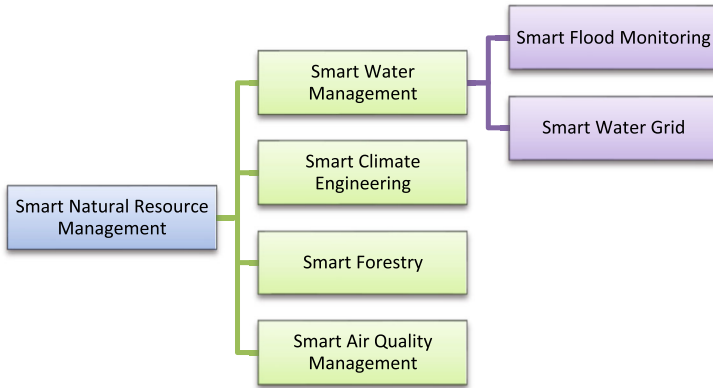 Smart Natural Resource
Management
Smart Water
Management
Smart Climate
Engineering
Smart Forestry
Smart Air Quality
Management
Smart Flood Monitoring
Smart Water Grid